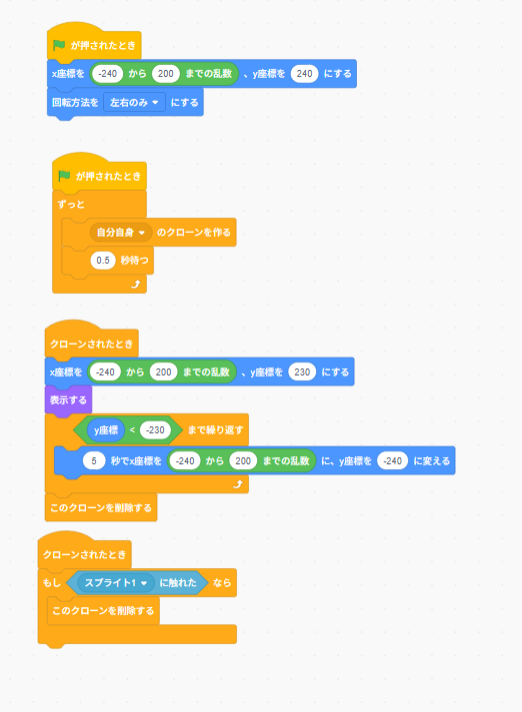 が押されたとき
x座標を -240 から 200 までの乱数 、y座標を 240 にする
回転方法を 左右のみ にする
が押されたとき
ずっと
自分自身 のクローンを作る
0.5 秒待つ
クローンされたとき
x座標を -240 から 200 までの乱数 、y座標を 230 にする
表示する
y座標 < -230 まで繰り返す
5 秒でx座標を -240 から 200 までの乱数 に、y座標を -240 に変える
このクローンを削除する
クローンされたとき
もし スプライト1 に触れた なら
このクローンを削除する